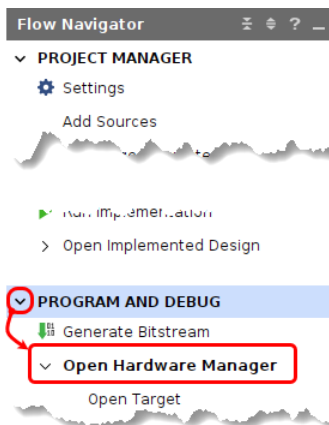 Flow Navigator ?
PROJECT MANAGER
Settings
Add Sources
Open Implemented Design
PROGRAM AND DEBUG
Generate Bitstream
Open Hardware Manager
Open Target